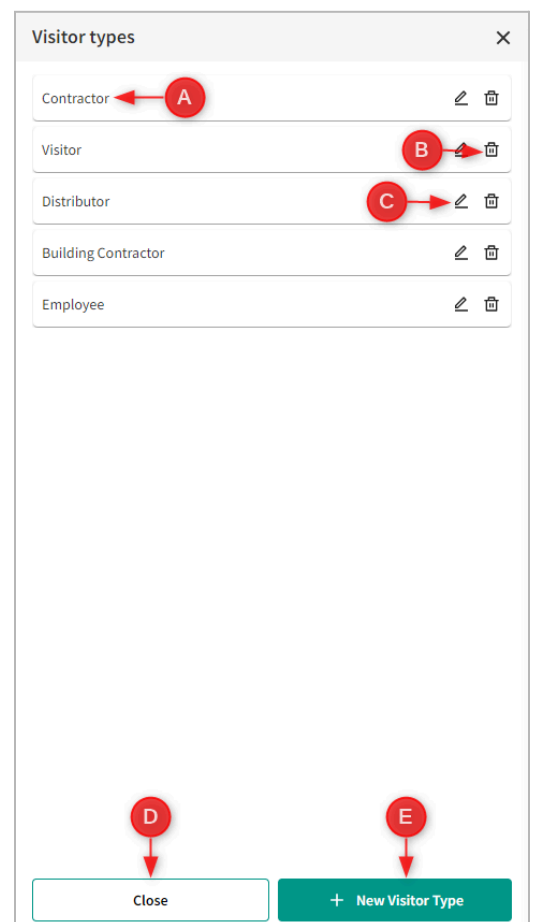 Visitor types
Contractor A
Visitor B
Distributor C
Building Contractor
Employee
D E
Close + New Visitor Type